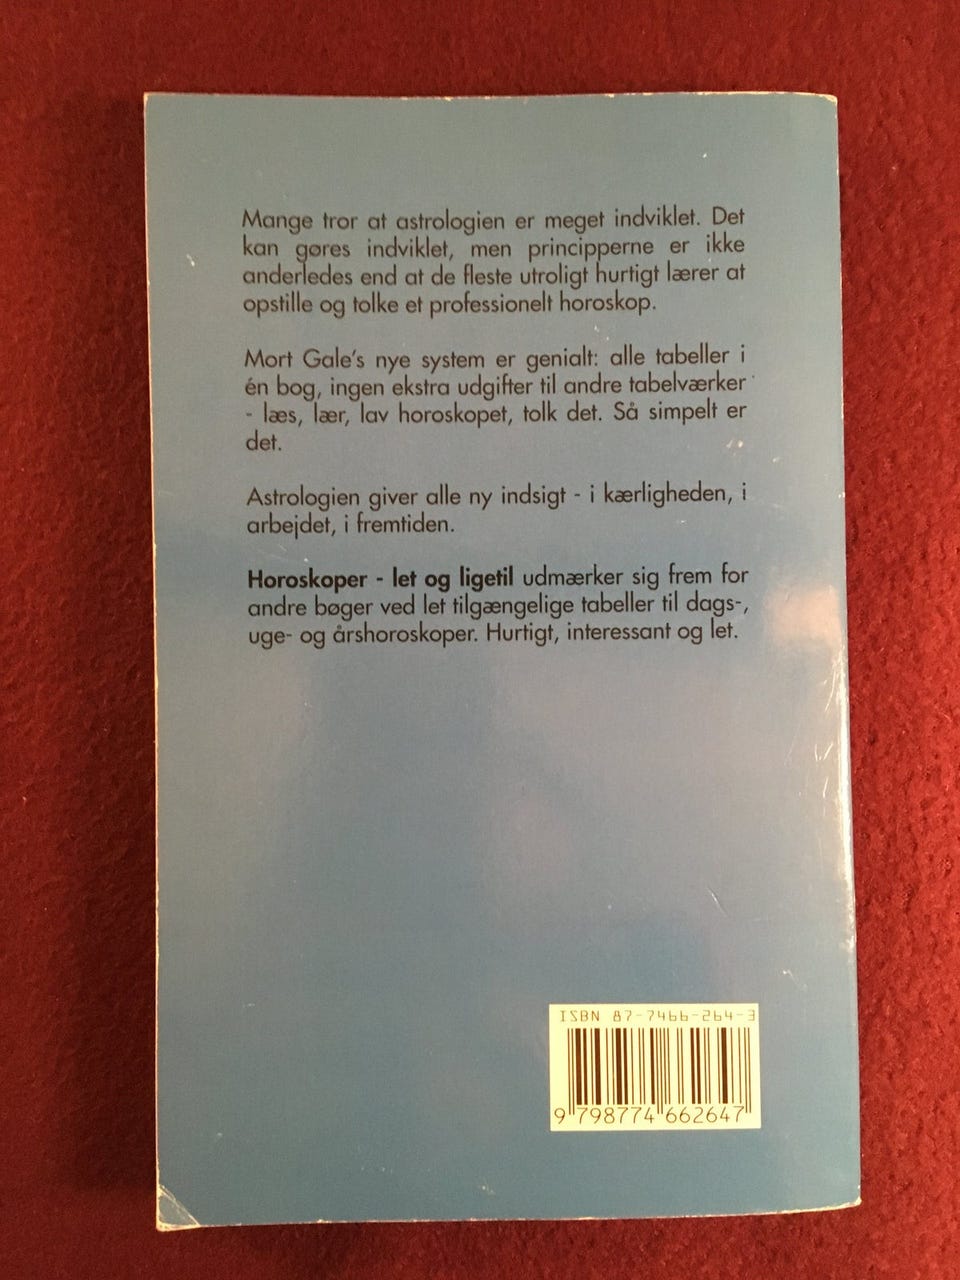 Mange tror at astrologien er meget indviklet. Det
kan gøres indviklet, men principperne er ikke
anderledes end at de fleste utroligt hurtigt lærer at
opstille og tolke et professionelt horoskop.
Mort Gale's nye system er genialt: alle tabeller i
én bog, ingen ekstra udgifter til andre tabelværker
- læs, lær, lav horoskopet, tolk det. Så simpelt er
det.
Astrologien giver alle ny indsigt - i kærligheden, i
arbejdet, i fremtiden.
Horoskoper - let og ligetil udmærker sig frem for
andre bøger ved let tilgængelige tabeller til dags-,
uge- og årshoroskoper. Hurtigt, interessant og let.
ISBN 87-7466-264-3
9 798774 662647